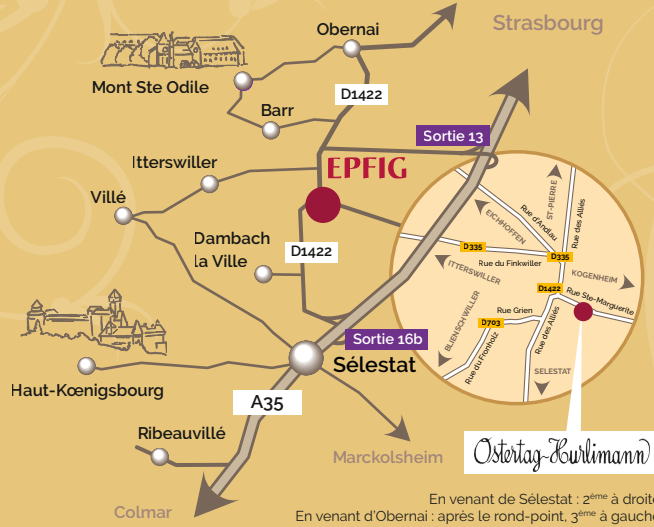 Strasbourg
Obernai
Mont Ste Odile
D1422
Barr
Sortie 13
Itterswiller
EPFIG
Villé
Dambach
la Ville
D1422
ST-PIERRE
Rue des Alliés
Rue d'Andlau
EICHHOFFEN
D335
D335
Rue du Finkwiller
ITTERSWILLER
KOGENHEIM
D1422
Rue Ste-Marguerite
BLIENSCHWILLER
Rue Grien
D703
Rue des Alliés
Rue du Fronholz
SELESTAT
Sortie 16b
Sélestat
Haut-Kœnigsbourg
A35
Ribeauvillé
Marckolsheim
Colmar
Ostertag-Hurlimann
En venant de Sélestat : 2ème à droite
En venant d'Obernai : après le rond-point, 3ème à gauche